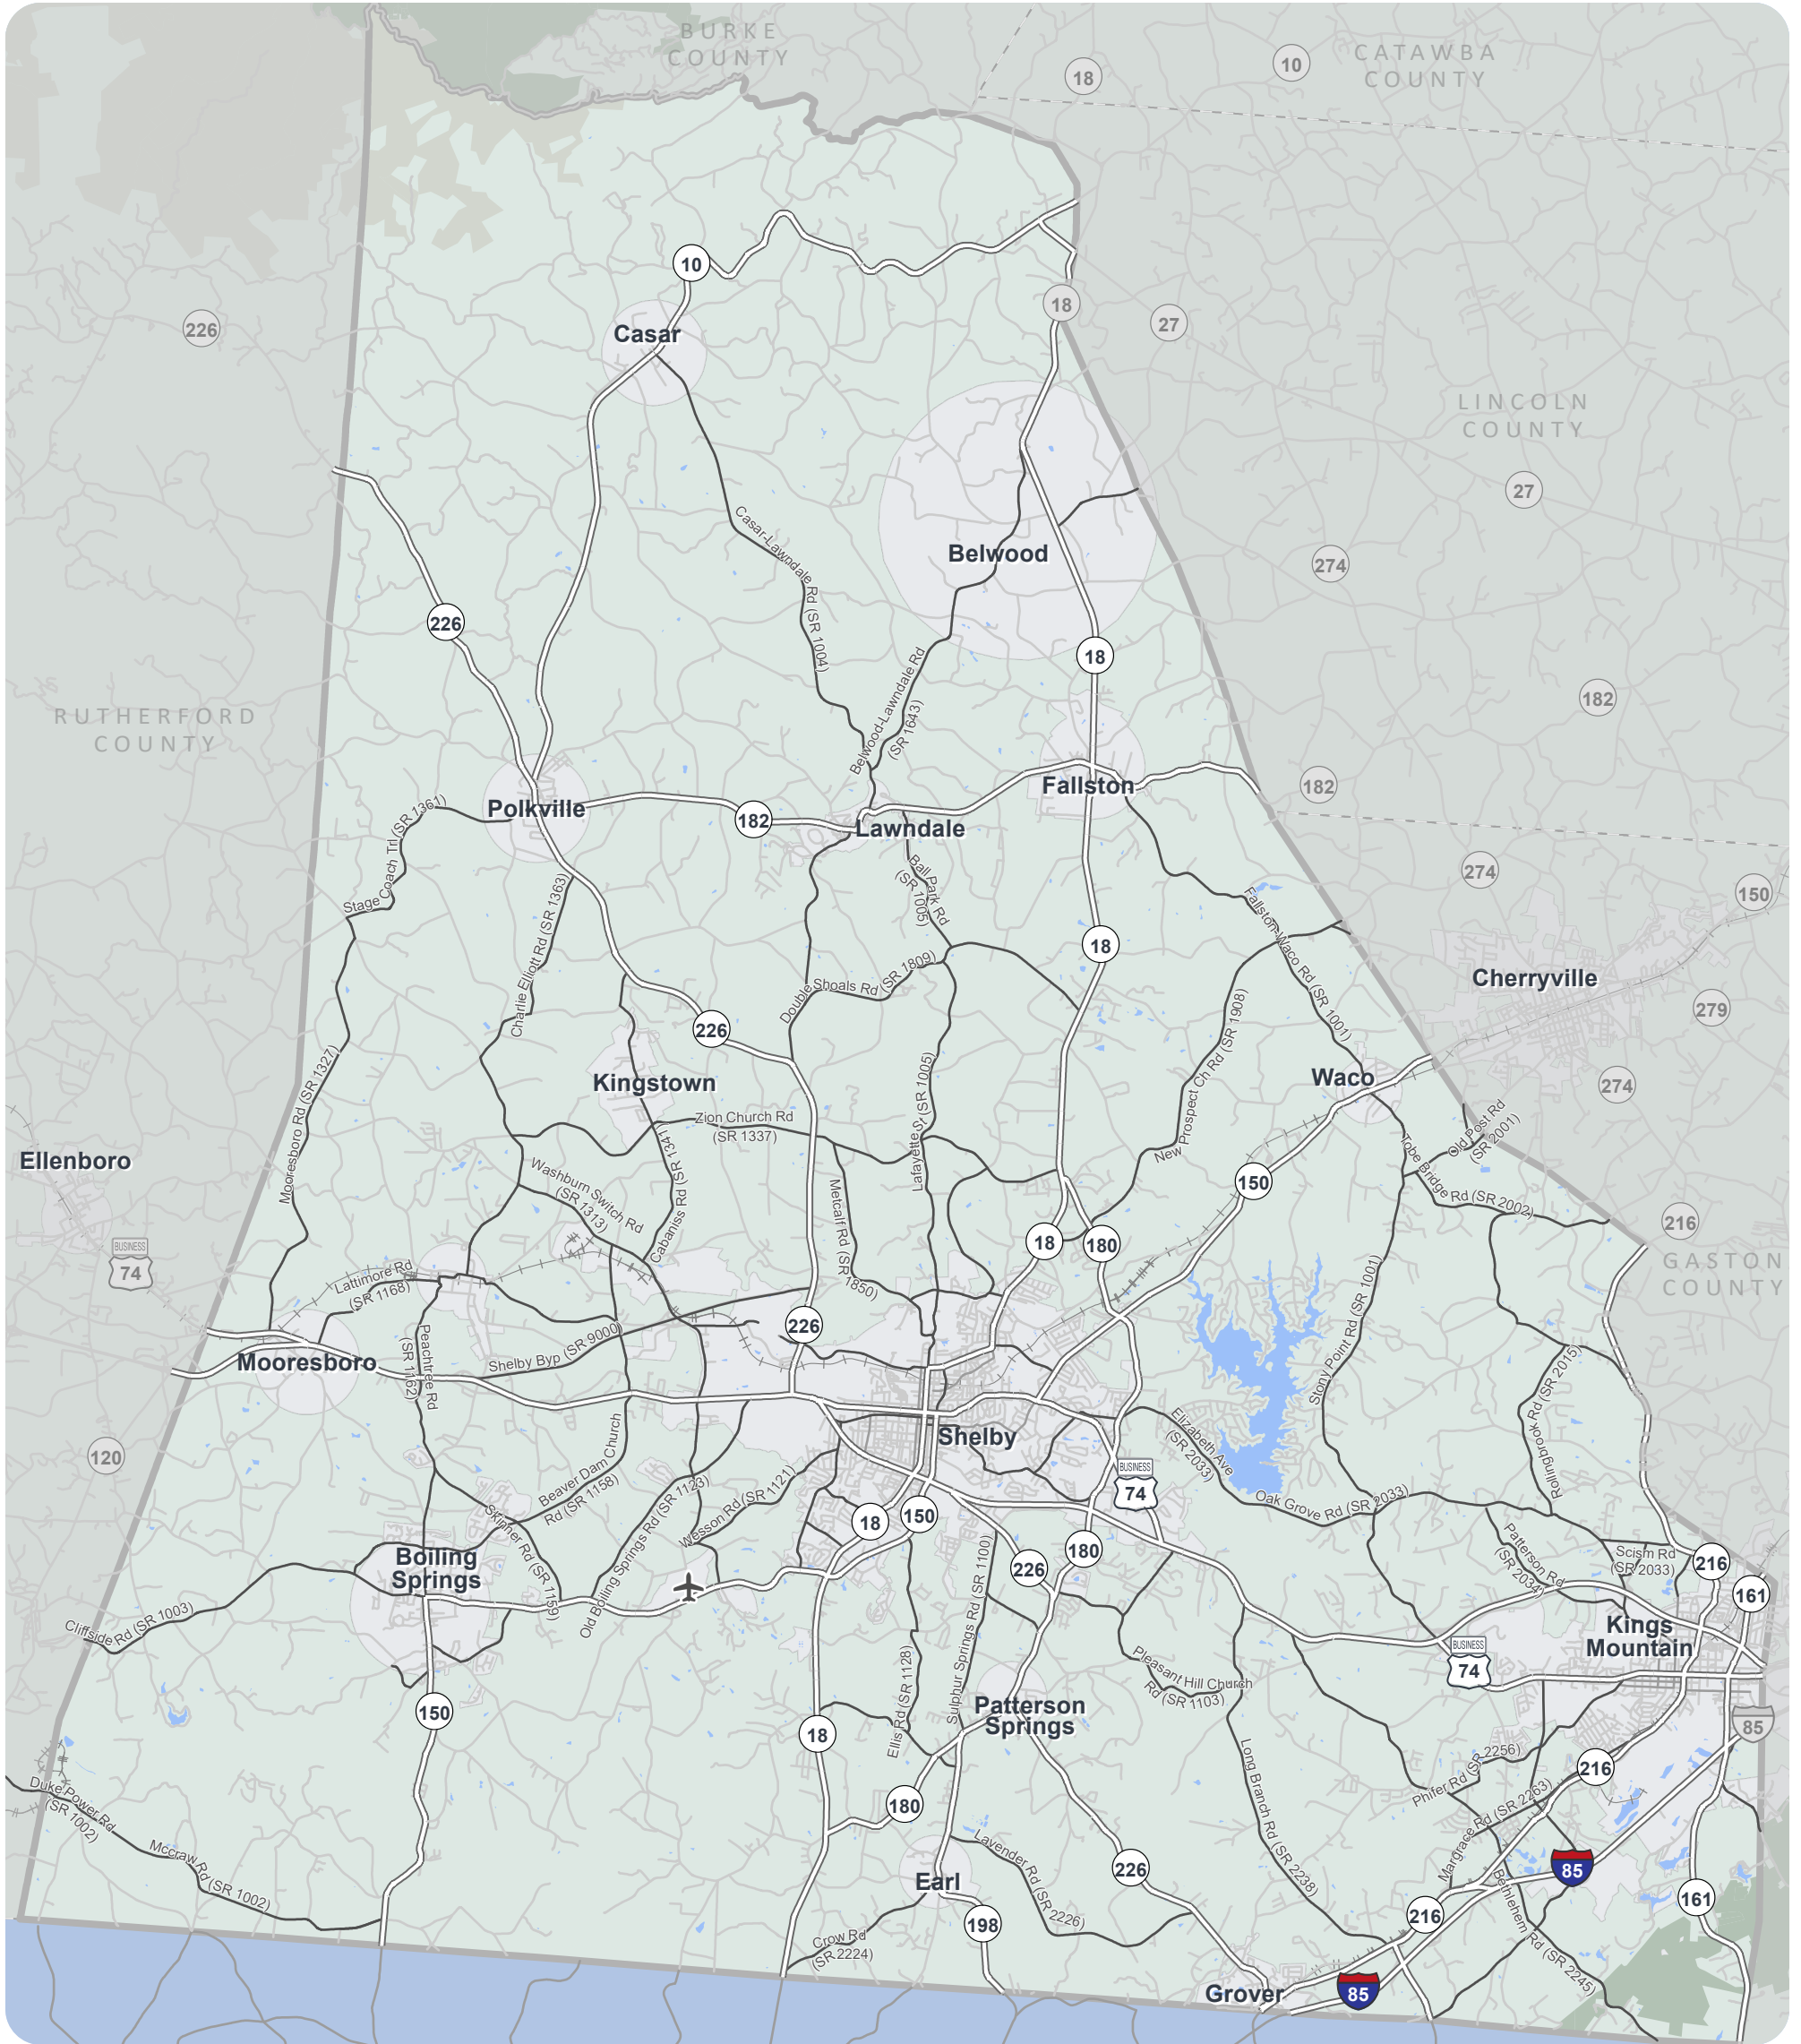 BURKE
COUNTY
CATAWBA
COUNTY
18
10
10
18
27
226
Casar
LINCOLN
COUNTY
27
Casar-Lawndale Rd (SR 1004)
Belwood
274
226
18
RUTHERFORD
COUNTY
182
Belwood-Lawndale Rd
(SR 1643)
Fallston
182
Stage Coach Trl (SR 1361)
Polkville
182
Lawndale
274
150
Ball Park Rd
(SR 1005)
Charlie Elliott Rd (SR 1363)
Fallston-Waco Rd (SR 1001)
18
Double Shoals Rd (SR 1809)
Cherryville
279
226
New Prospect Ch Rd (SR 1908)
Mooresboro Rd (SR 1327)
Kingstown
Waco
274
Lafayette S, (SR 1005)
Zion Church Rd
(SR 1337)
Old Post Rd
(SR 2001)
Ellenboro
Washburn Switch Rd
(SR 1313)
Cabaniss Rd (SR 1341)
Metcalf Rd (SR 1850)
150
Tobe Bridge Rd (SR 2002)
216
18
180
BUSINESS
74
GASTON
COUNTY
Lattimore Rd
(SR 1168)
Stony Point Rd (SR 1001)
226
Peachtree Rd
(SR 1162)
Shelby Byp (SR 9000)
Mooresboro
Rollingbrook Rd (SR 2015)
Shelby
Elizabeth Ave
(SR 2033)
120
Beaver Dam Church
Rd (SR 1158)
BUSINESS
74
Wesson Rd (SR 1121)
Oak Grove Rd (SR 2033)
Skinner Rd (SR 1159)
Old Boiling Springs Rd (SR 1123)
18
150
Patterson Rd
(SR 2034)
Scism Rd
(SR 2033)
216
180
226
Boiling
Springs
161
Cliffside Rd (SR 1003)
Sulphur Springs Rd (SR 1100)
Kings
Mountain
Ellis Rd (SR 1128)
Pleasant Hill Church
Rd (SR 1103)
BUSINESS
74
Patterson
Springs
150
18
85
Long Branch Rd (SR 2238)
Phifer Rd (SR 2256)
216
Duke Power Rd
(SR 1002)
180
Margrace Rd (SR 2263)
Mccraw Rd (SR 1002)
Lavender Rd (SR 2226)
226
85
Earl
Bethlehem Rd (SR 2245)
161
198
216
Crow Rd
(SR 2224)
Grover
85